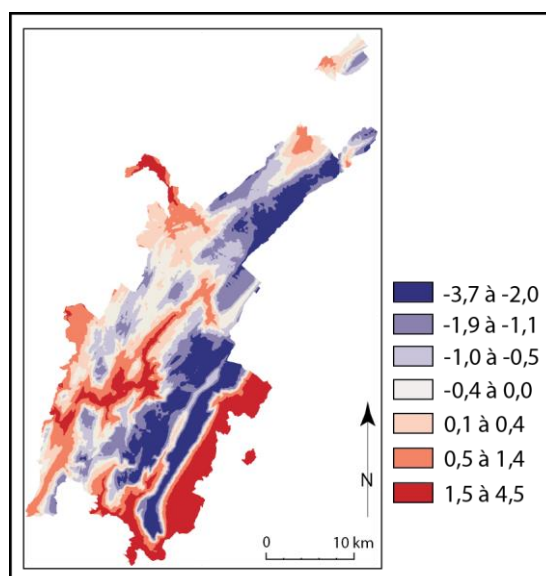 -3,7 à -2,0
-1,9 à -1,1
-1,0 à -0,5
-0,4 à 0,0
0,1 à 0,4
0,5 à 1,4
1,5 à 4,5
N
0 10 km